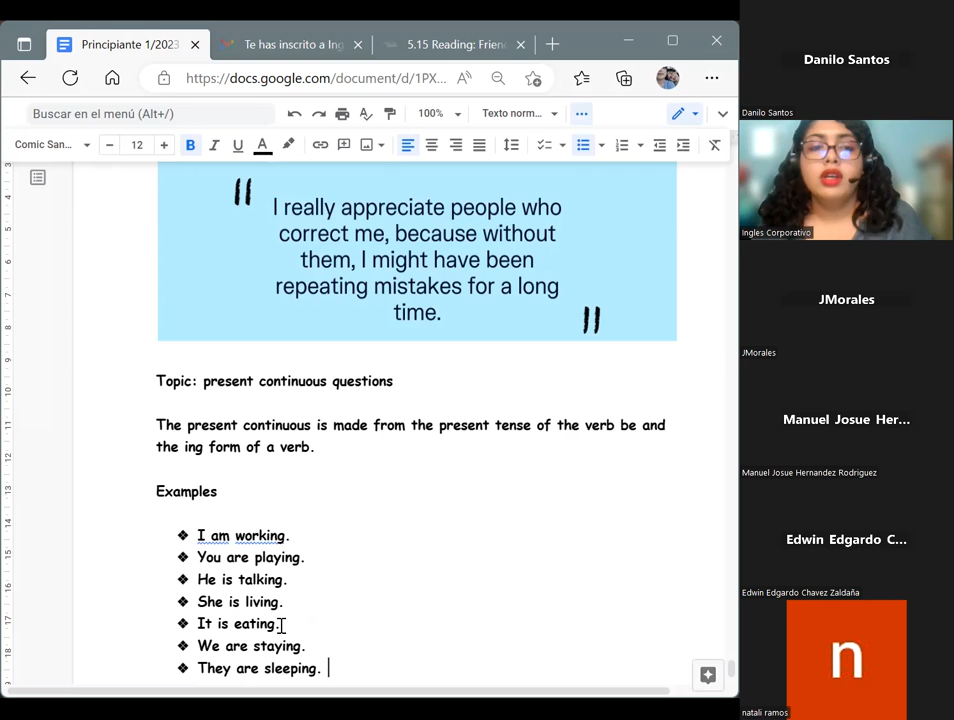 Principiante 1/2023
Te has inscrito a Ing
5.15 Reading: Frien
https://docs.google.com/document/d/1PX...
Buscar en el menú (Alt+/)
100%
Texto norm...
Comic San...
12
B
I
U
A
I really appreciate people who
correct me, because without
them, I might have been
repeating mistakes for a long
time.
Topic: present continuous questions
The present continuous is made from the present tense of the verb be and
the ing form of a verb.
Examples
I am working.
You are playing.
He is talking.
She is living.
It is eating.
We are staying.
They are sleeping.
Danilo Santos
Danilo Santos
Ingles Corporativo
JMorales
JMorales
Manuel Josue Her...
Manuel Josue Hernandez Rodriguez
Edwin Edgardo C...
Edwin Edgardo Chavez Zaldaña
n
natali ramos